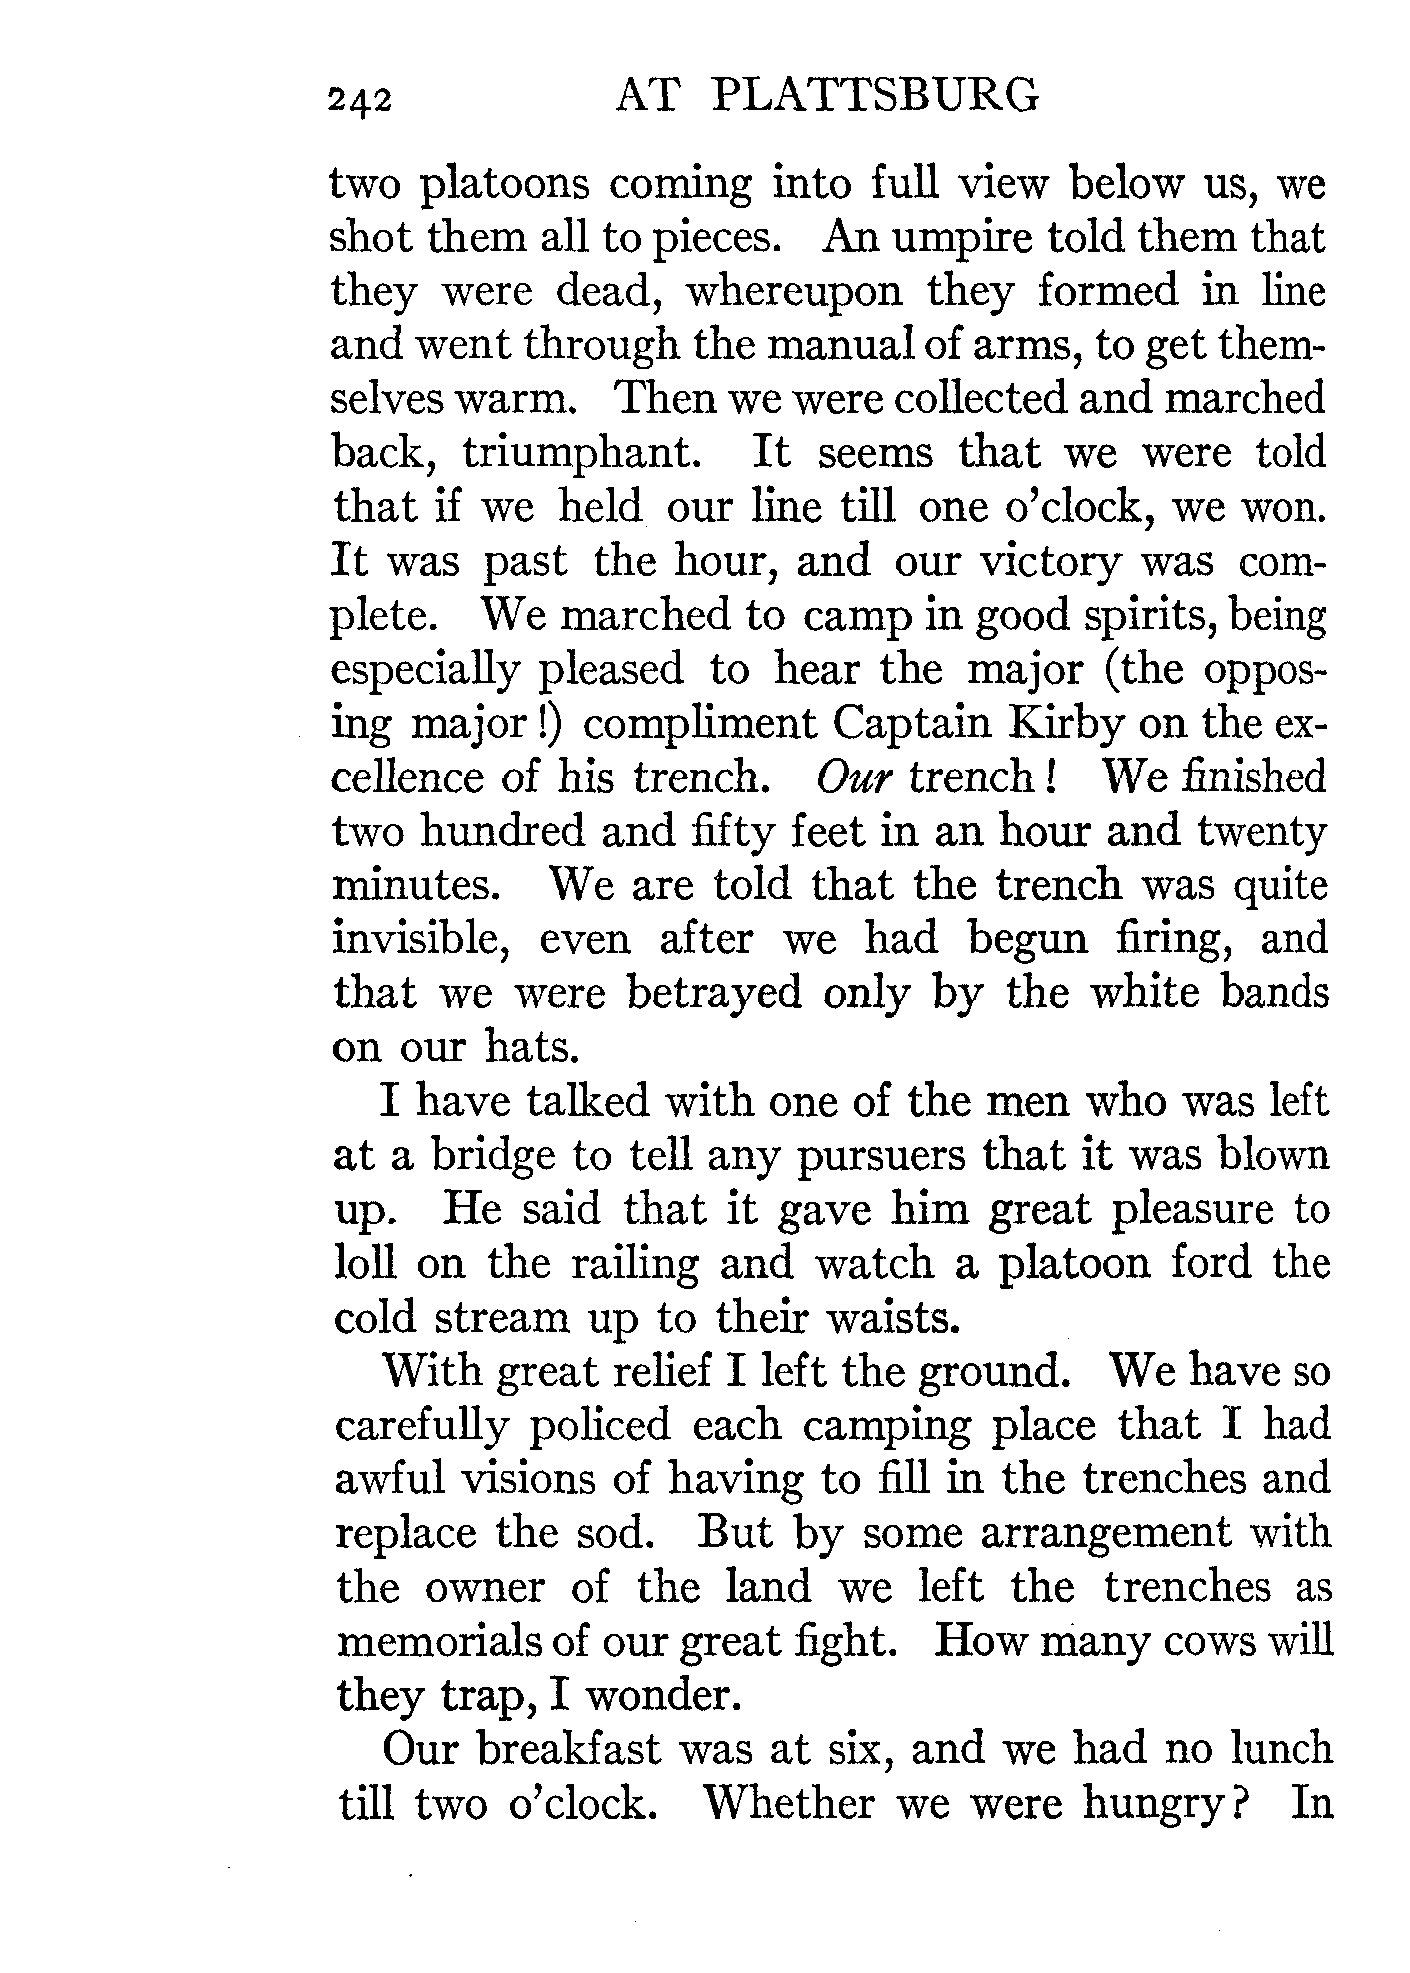 242 AT PLATTSBURG
two platoons coming into full view below us, we
shot them all to pieces. An umpire told them that
they were dead, whereupon they formed in line
and went through the manual of arms, to get them-
selves warm. Then we were collected and marched
back, triumphant. It seems that we were told
that if we held our line till one o'clock, we won.
It was past the hour, and our victory was com-
plete. We marched to camp in good spirits, being
especially pleased to hear the major (the oppos-
ing major!) compliment Captain Kirby on the ex-
cellence of his trench. Our trench! We finished
two hundred and fifty feet in an hour and twenty
minutes. We are told that the trench was quite
invisible, even after we had begun firing, and
that we were betrayed only by the white bands
on our hats.
I have talked with one of the men who was left
at a bridge to tell any pursuers that it was blown
up. He said that it gave him great pleasure to
loll on the railing and watch a platoon ford the
cold stream up to their waists.
With great relief I left the ground. We have so
carefully policed each camping place that I had
awful visions of having to fill in the trenches and
replace the sod. But by some arrangement with
the owner of the land we left the trenches as
memorials of our great fight. How many cows will
they trap, I wonder.
Our breakfast was at six, and we had no lunch
till two o'clock. Whether we were hungry? In